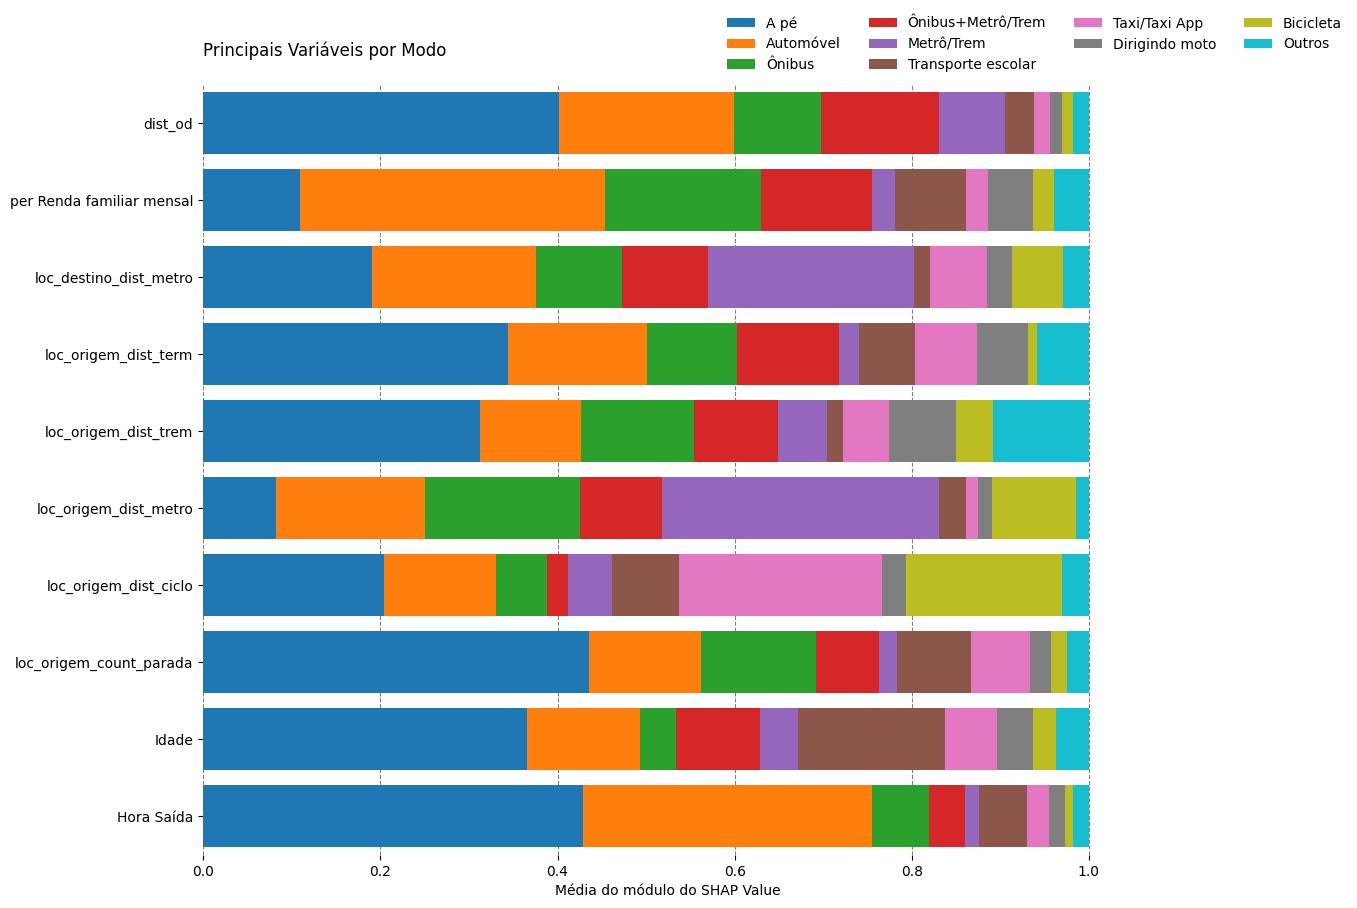 Principais Variáveis por Modo
A pé
Automóvel
Ônibus
Ônibus+Metrô/Trem
Metrô/Trem
Transporte escolar
Taxi/Taxi App
Dirigindo moto
Bicicleta
Outros
dist_od
per Renda familiar mensal
loc_destino_dist_metro
loc_origem_dist_term
loc_origem_dist_trem
loc_origem_dist_metro
loc_origem_dist_ciclo
loc_origem_count_parada
Idade
Hora Saída
0.0 0.2 0.4 0.6 0.8 1.0
Média do módulo do SHAP Value